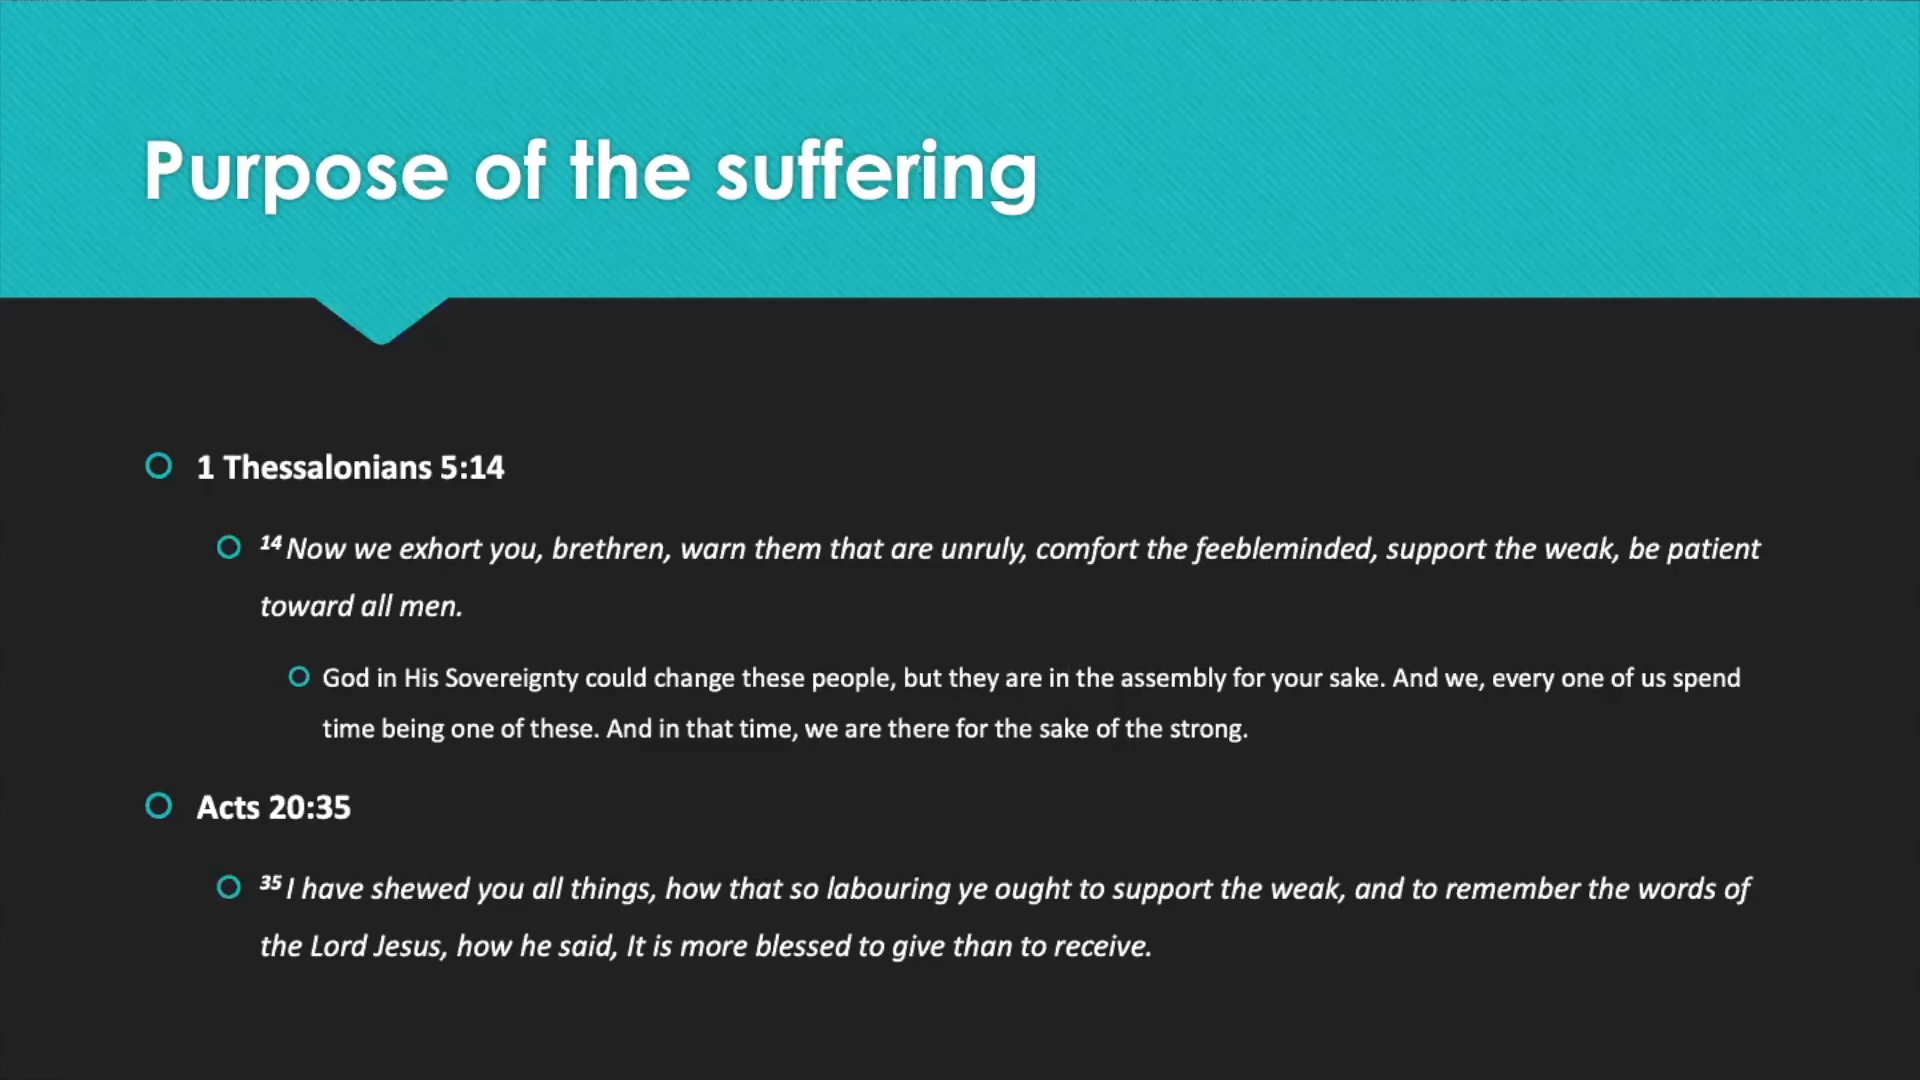 Purpose of the suffering
1 Thessalonians 5:14
14 Now we exhort you, brethren, warn them that are unruly, comfort the feebleminded, support the weak, be patient
toward all men.
God in His Sovereignty could change these people, but they are in the assembly for your sake. And we, every one of us spend
time being one of these. And in that time, we are there for the sake of the strong.
Acts 20:35
35 I have shewed you all things, how that so labouring ye ought to support the weak, and to remember the words of
the Lord Jesus, how he said, It is more blessed to give than to receive.